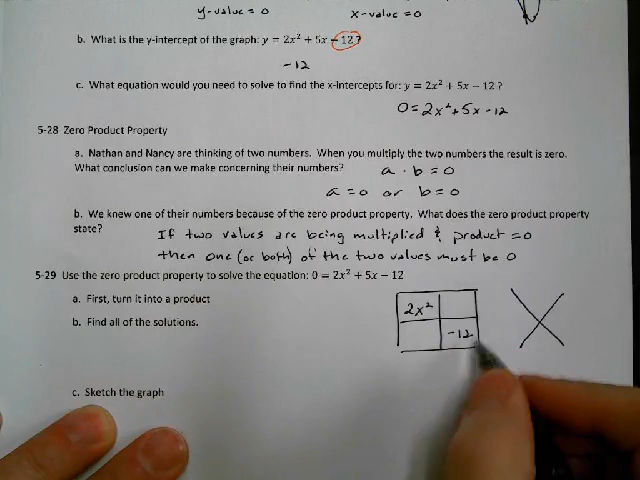 y-value = 0
x-value = 0
b. What is the y-intercept of the graph: y = 2x² + 5x − 12 ?
-12
c. What equation would you need to solve to find the x-intercepts for: y = 2x² + 5x − 12 ?
0 = 2x² + 5x - 12
5-28 Zero Product Property
a. Nathan and Nancy are thinking of two numbers. When you multiply the two numbers the result is zero.
What conclusion can we make concerning their numbers?
a · b = 0
a = 0 or b = 0
b. We knew one of their numbers because of the zero product property. What does the zero product property
state?
If two values are being multiplied & product = 0
then one (or both) of the two values must be 0
5-29 Use the zero product property to solve the equation: 0 = 2x² + 5x − 12
a. First, turn it into a product
2x²
b. Find all of the solutions.
-12
c. Sketch the graph